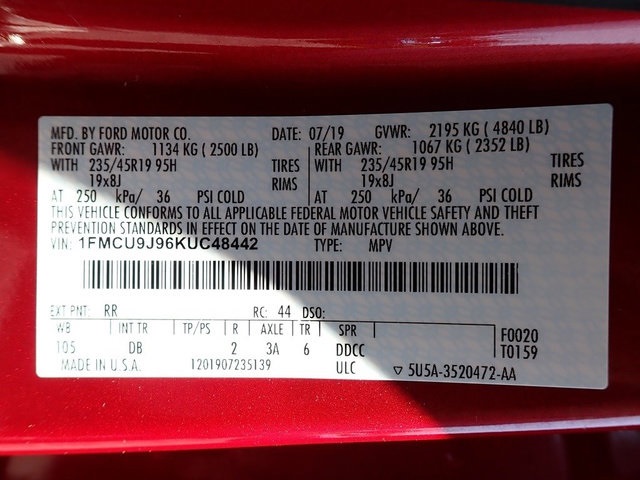 MFD. BY FORD MOTOR CO. DATE: 07/19 GVWR: 2195 KG ( 4840 LB)
FRONT GAWR: 1134 KG ( 2500 LB) REAR GAWR: 1067 KG ( 2352 LB)
WITH 235/45R19 95H TIRES WITH 235/45R19 95H TIRES
19x8J RIMS 19x8J RIMS
AT 250 kPa/ 36 PSI COLD AT 250 kPa/ 36 PSI COLD
THIS VEHICLE CONFORMS TO ALL APPLICABLE FEDERAL MOTOR VEHICLE SAFETY AND THEFT
PREVENTION STANDARDS IN EFFECT ON THE DATE OF MANUFACTURE SHOWN ABOVE.
VIN: 1FMCU9J96KUC48442 TYPE: MPV
EXT PNT: RR RC: 44 DSO:
WB INT TR TP/PS R AXLE TR SPR F0020
105 DB 2 3A 6 DDCC T0159
MADE IN U.S.A. 1201907235139 ULC ▽ 5U5A-3520472-AA